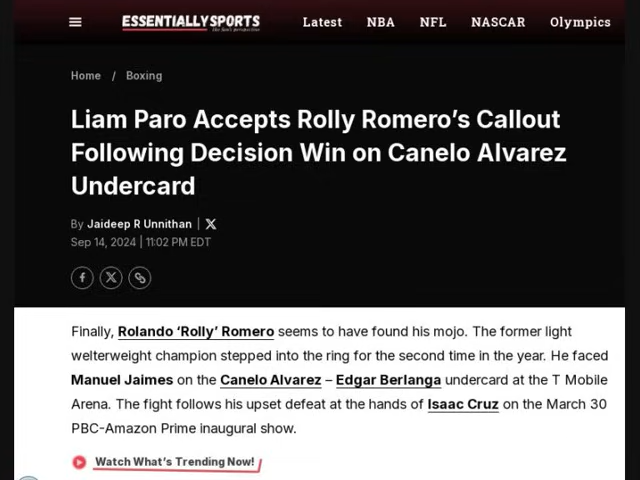 ESSENTIALLYSPORTS
Latest NBA NFL NASCAR Olympics
Home / Boxing
Liam Paro Accepts Rolly Romero's Callout
Following Decision Win on Canelo Alvarez
Undercard
By Jaideep R Unnithan |
Sep 14, 2024 | 11:02 PM EDT
Finally, Rolando ‘Rolly’ Romero seems to have found his mojo. The former light
welterweight champion stepped into the ring for the second time in the year. He faced
Manuel Jaimes on the Canelo Alvarez – Edgar Berlanga undercard at the T Mobile
Arena. The fight follows his upset defeat at the hands of Isaac Cruz on the March 30
PBC-Amazon Prime inaugural show.
Watch What's Trending Now!